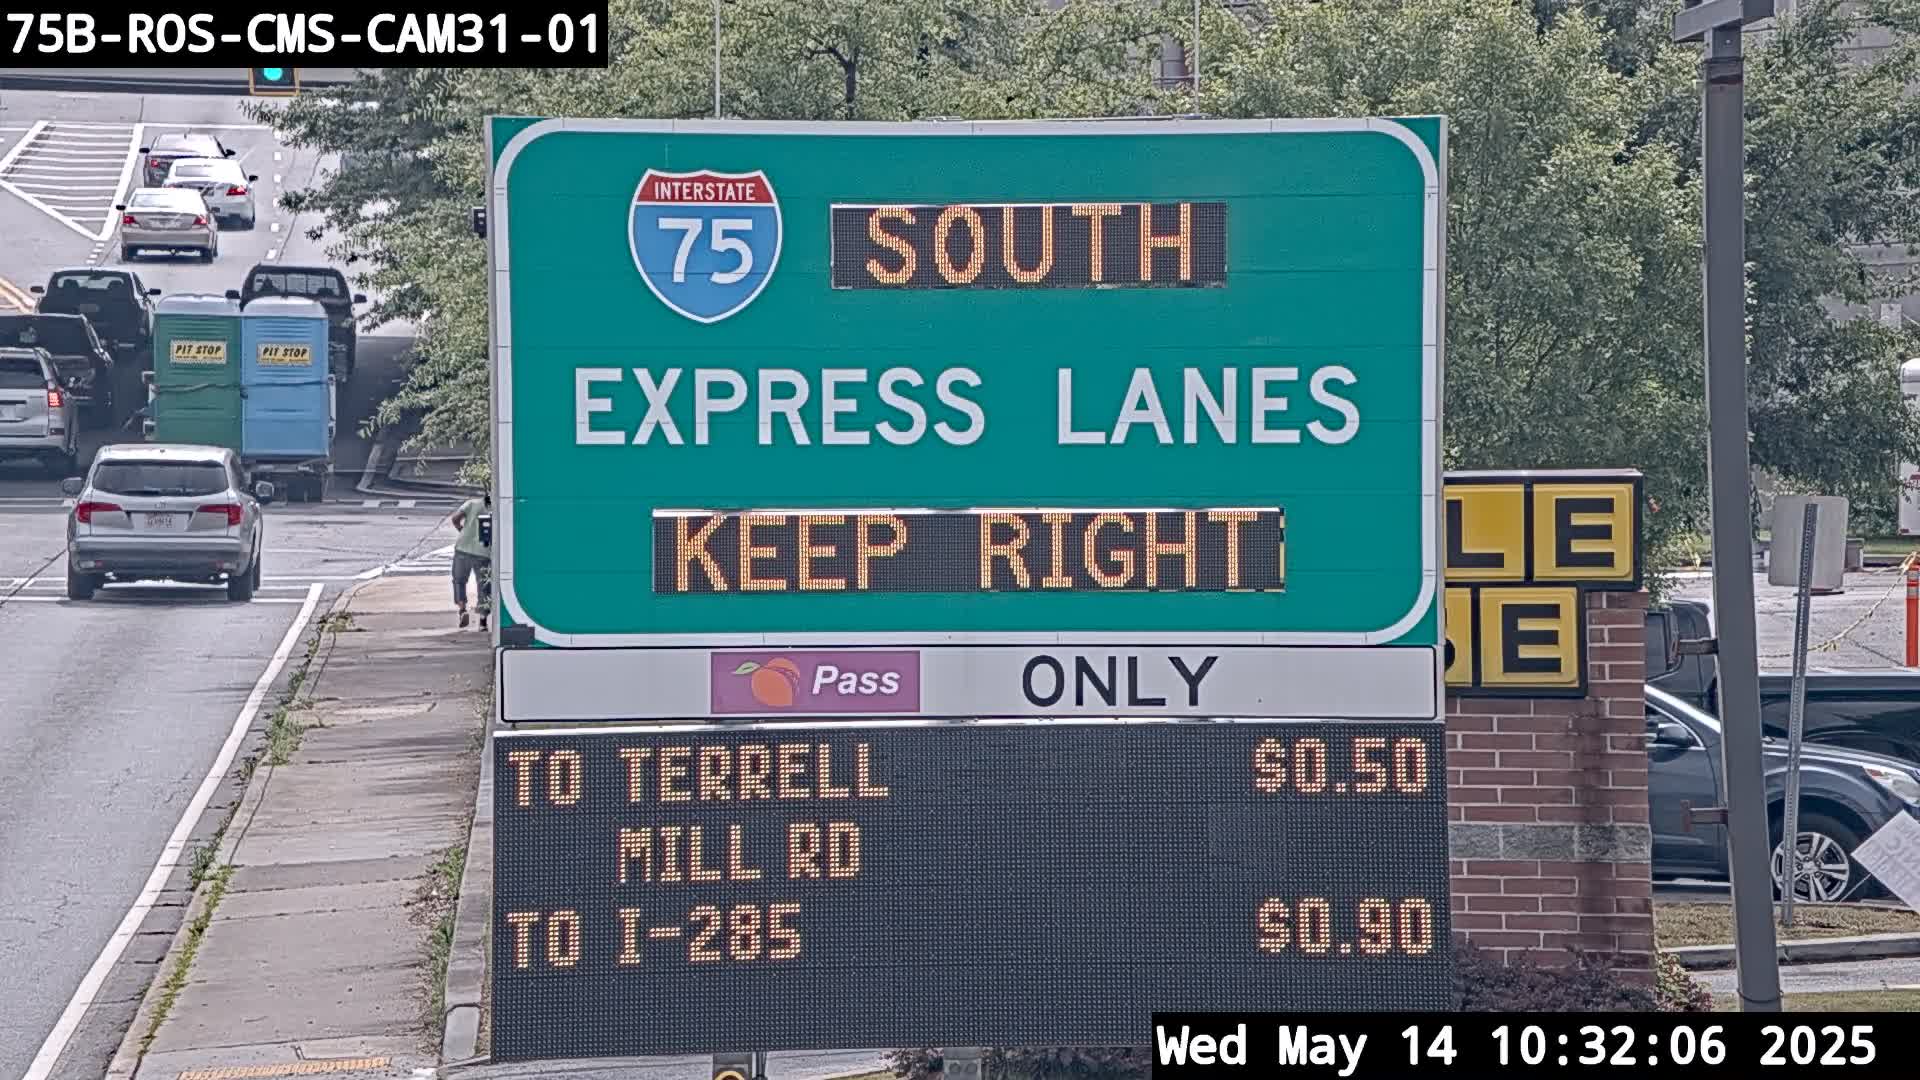 75B-ROS-CMS-CAM31-01
INTERSTATE
75
SOUTH
EXPRESS LANES
KEEP RIGHT
Pass ONLY
TO TERRELL $0.50
MILL RD
TO I-285 $0.90
PIT STOP
PIT STOP
LE
E
Wed May 14 10:32:06 2025